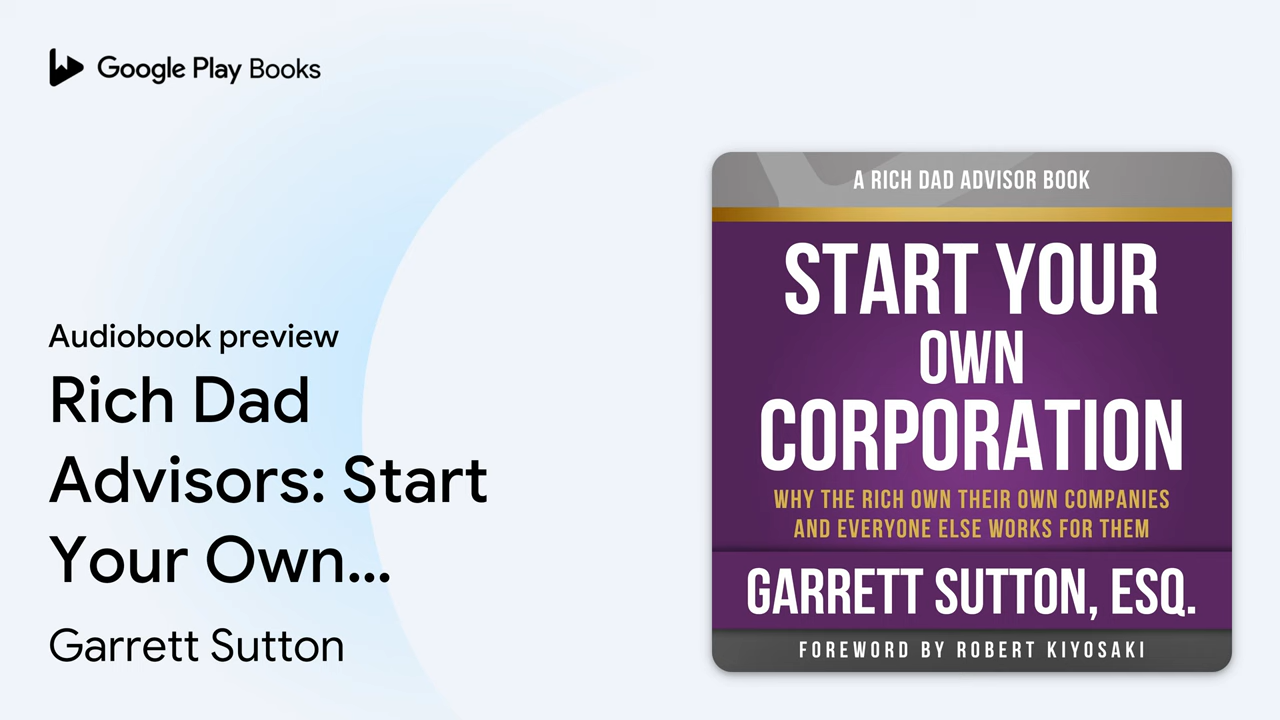 Google Play Books
Audiobook preview
Rich Dad
Advisors: Start
Your Own...
Garrett Sutton
A RICH DAD ADVISOR BOOK
START YOUR
OWN
CORPORATION
WHY THE RICH OWN THEIR OWN COMPANIES
AND EVERYONE ELSE WORKS FOR THEM
GARRETT SUTTON, ESQ.
FOREWORD BY ROBERT KIYOSAKI